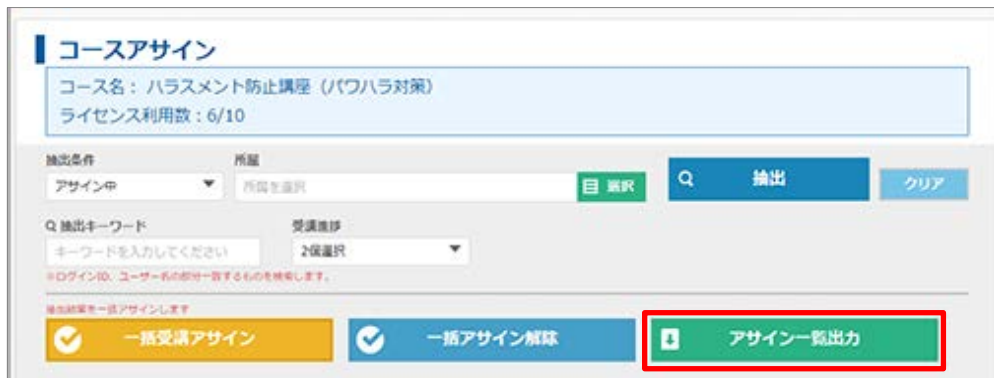 コースアサイン
コース名： ハラスメント防止講座（パワハラ対策）
ライセンス利用数：6/10
抽出条件
所属
アサイン中
所属を選択
選択
抽出
クリア
抽出キーワード
受講進捗
キーワードを入力してください
2個選択
※ログインID、ユーザー名の部分一致するものを検索します。
抽出結果を一括アサインします
一括受講アサイン
一括アサイン解除
アサイン一覧出力